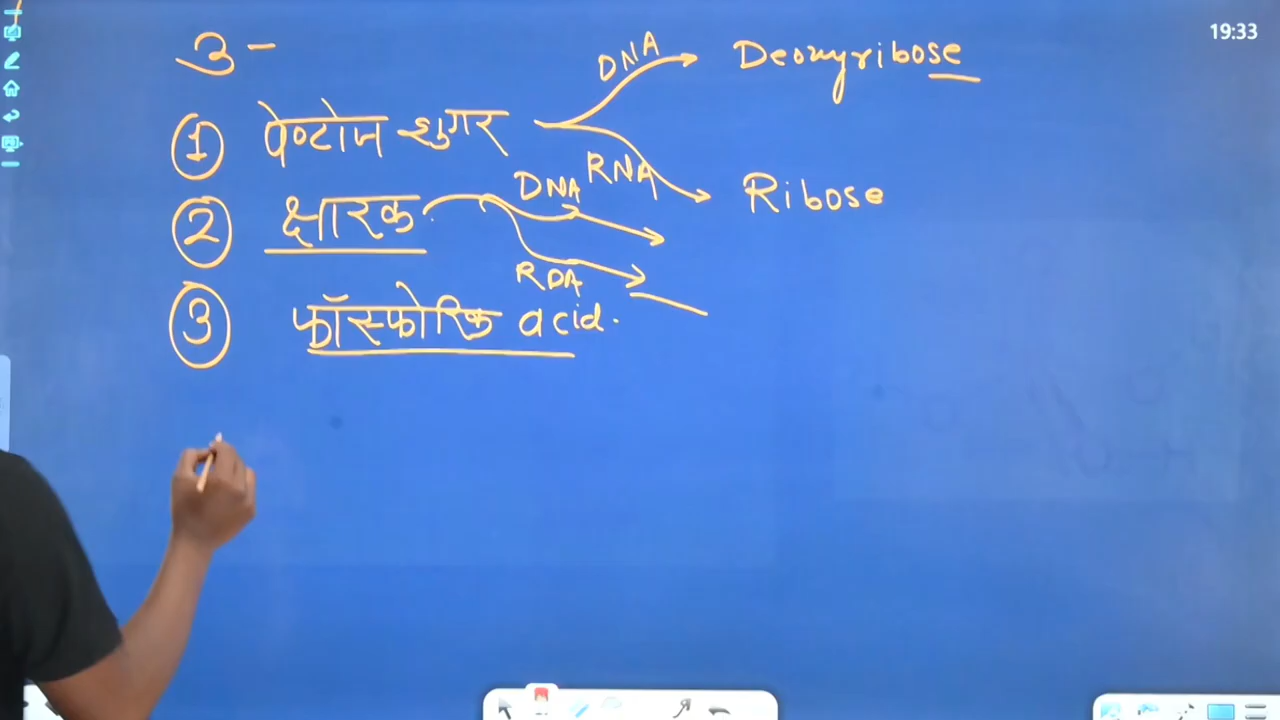 19:33
3 -
DNA Deoxyribose
① पेण्टोज शुगर
RNA Ribose
② क्षारक DNA
RDA
③ फॉस्फोरिक acid.